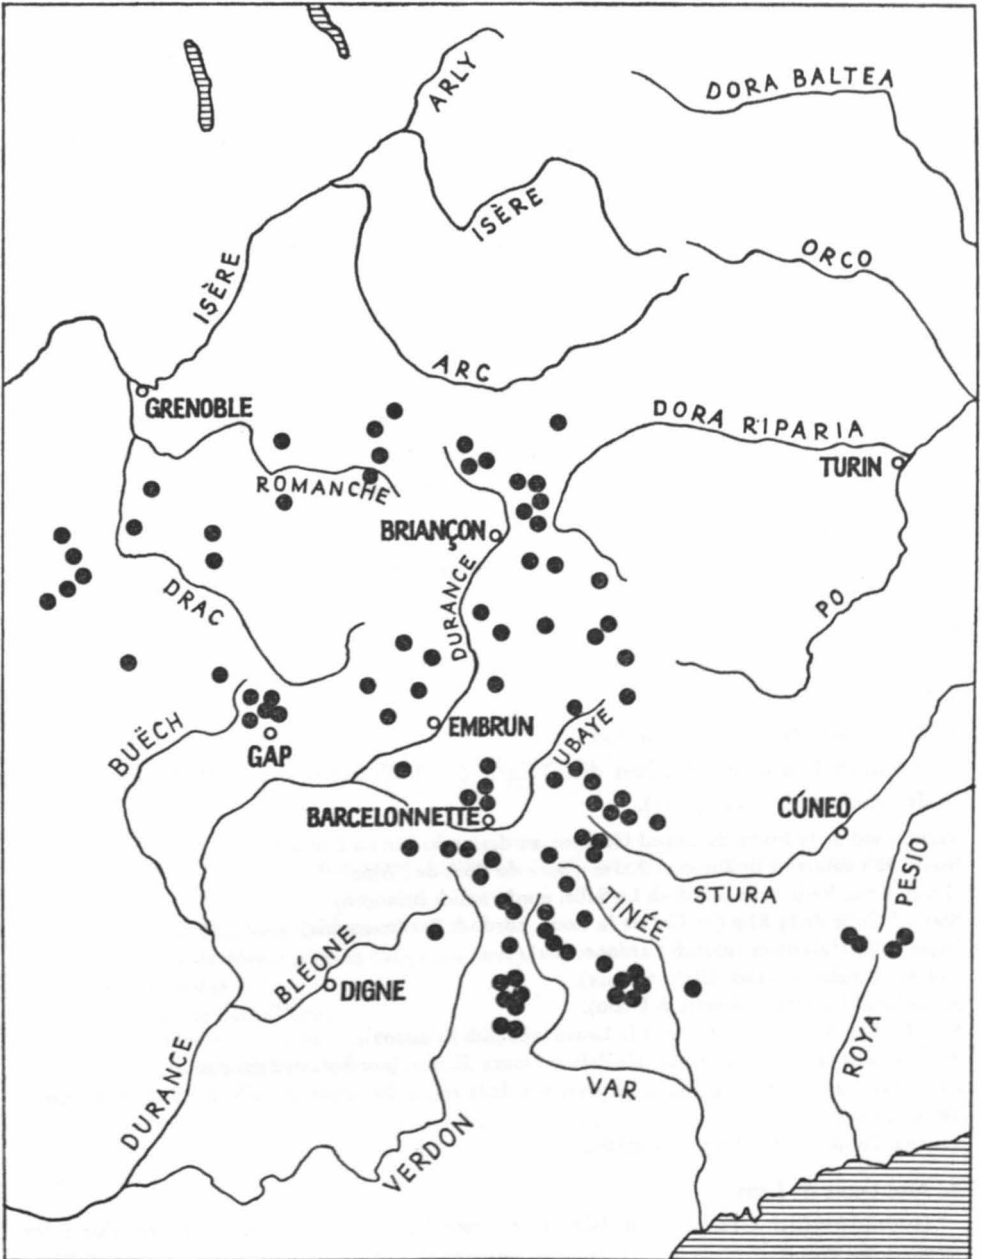 ARLY
DORA BALTEA
ISÈRE
ORCO
ISÈRE
ARC
GRENOBLE
DORA RIPARIA
TURIN
ROMANCHE
BRIANÇON
DRAC
DURANCE
PO
BUËCH
GAP
EMBRUN
UBAYE
BARCELONNETTE
CÚNEO
PESIO
STURA
TINÉE
BLÉONE
DIGNE
ROYA
DURANCE
VAR
VERDON